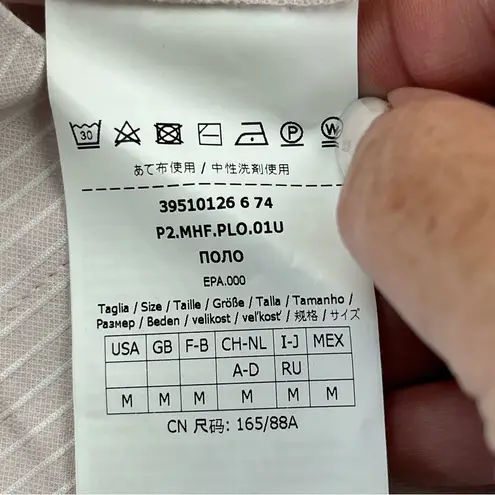 30 P W
あて布使用 / 中性洗剤使用
39510126 6 74
P2.MHF.PLO.01U
ПОЛО
EPA.000
Taglia / Size / Taille / Größe / Talla / Tamanho /
Размер / Beden / velikost / veľkosť / 规格 / サイズ
USA GB F-B CH-NL I-J MEX
A-D RU
M M M M M M
CN 尺码: 165/88A